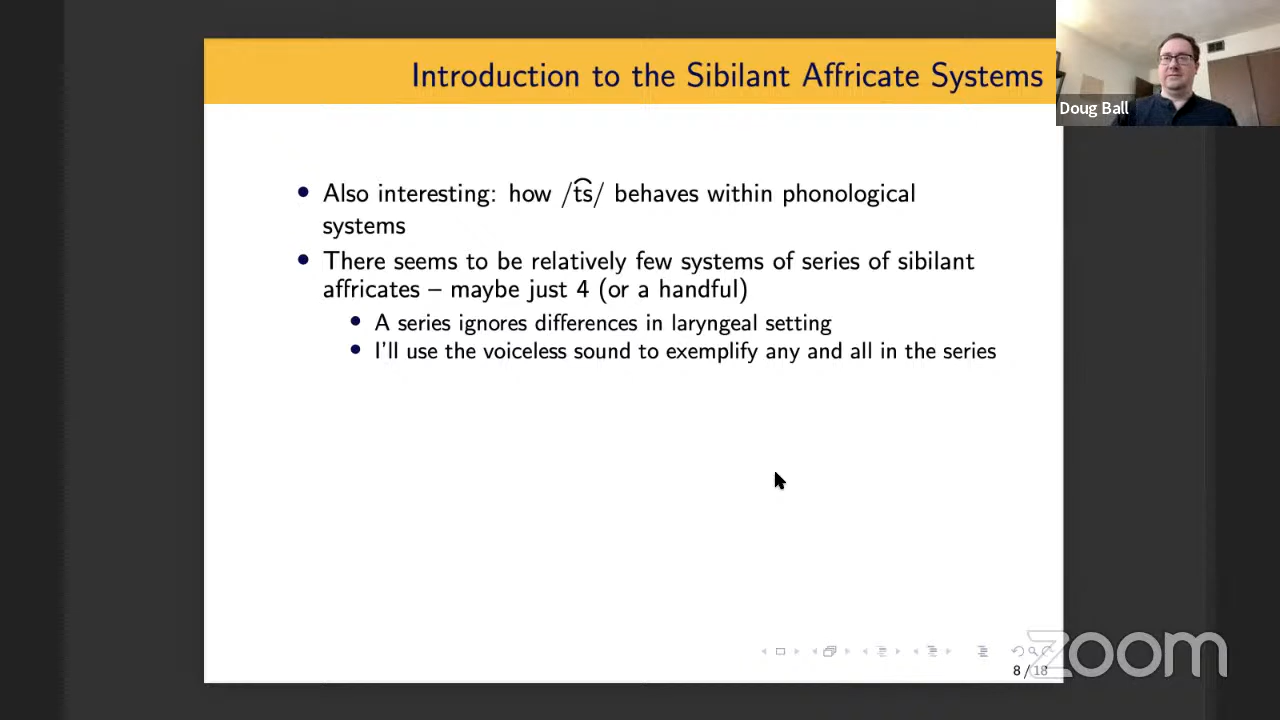 Introduction to the Sibilant Affricate Systems
Doug Ball
• Also interesting: how /t͡s/ behaves within phonological
systems
• There seems to be relatively few systems of series of sibilant
affricates – maybe just 4 (or a handful)
• A series ignores differences in laryngeal setting
• I'll use the voiceless sound to exemplify any and all in the series
8 / 18
zoom